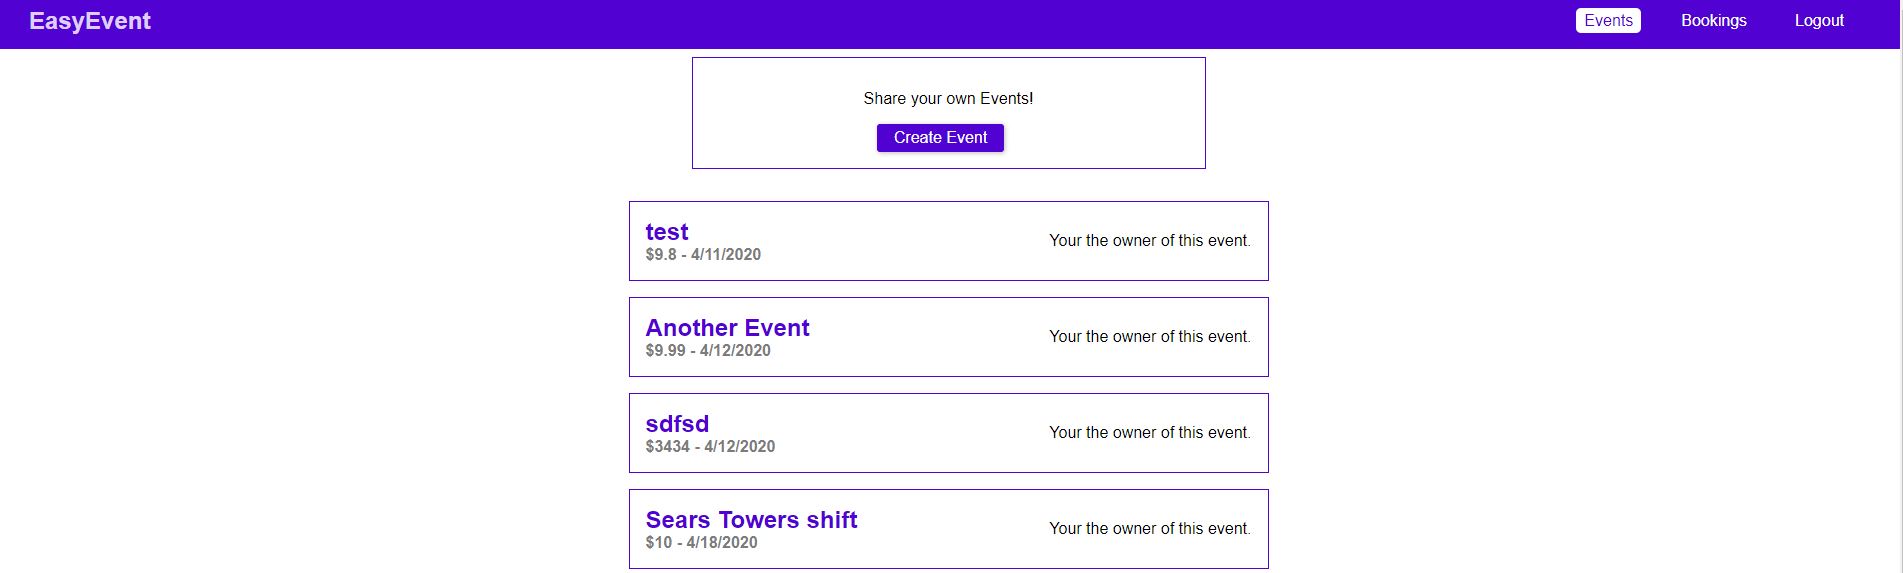 EasyEvent
Events
Bookings
Logout
Share your own Events!
Create Event
test
$9.8 - 4/11/2020
Your the owner of this event.
Another Event
$9.99 - 4/12/2020
Your the owner of this event.
sdfsd
$3434 - 4/12/2020
Your the owner of this event.
Sears Towers shift
$10 - 4/18/2020
Your the owner of this event.